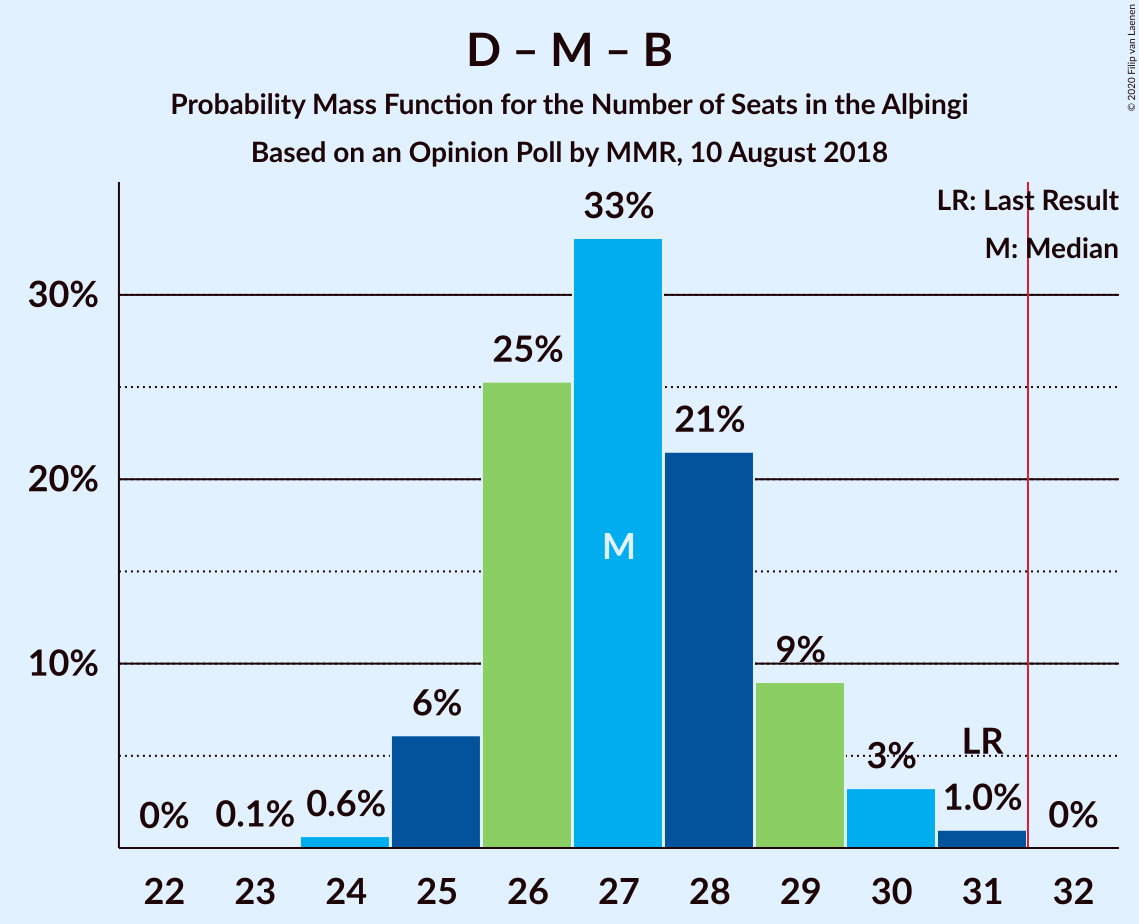 D – M – B
Probability Mass Function for the Number of Seats in the Alþingi
Based on an Opinion Poll by MMR, 10 August 2018
© 2020 Filip van Laenen
LR: Last Result
M: Median
33%
30%
25%
21%
20%
M
10%
9%
6%
3%
LR
0%
0.1%
0.6%
1.0%
0%
22 23 24 25 26 27 28 29 30 31 32